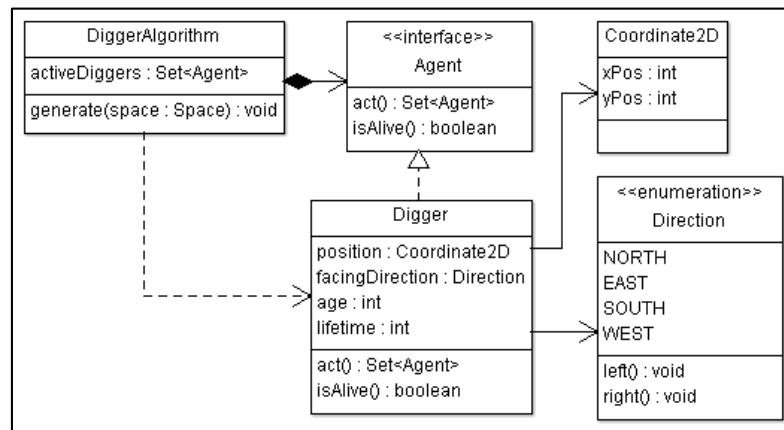 DiggerAlgorithm
activeDiggers : Set<Agent>
generate(space : Space) : void
<<interface>>
Agent
act() : Set<Agent>
isAlive() : boolean
Coordinate2D
xPos : int
yPos : int
Digger
position : Coordinate2D
facingDirection : Direction
age : int
lifetime : int
act() : Set<Agent>
isAlive() : boolean
<<enumeration>>
Direction
NORTH
EAST
SOUTH
WEST
left() : void
right() : void